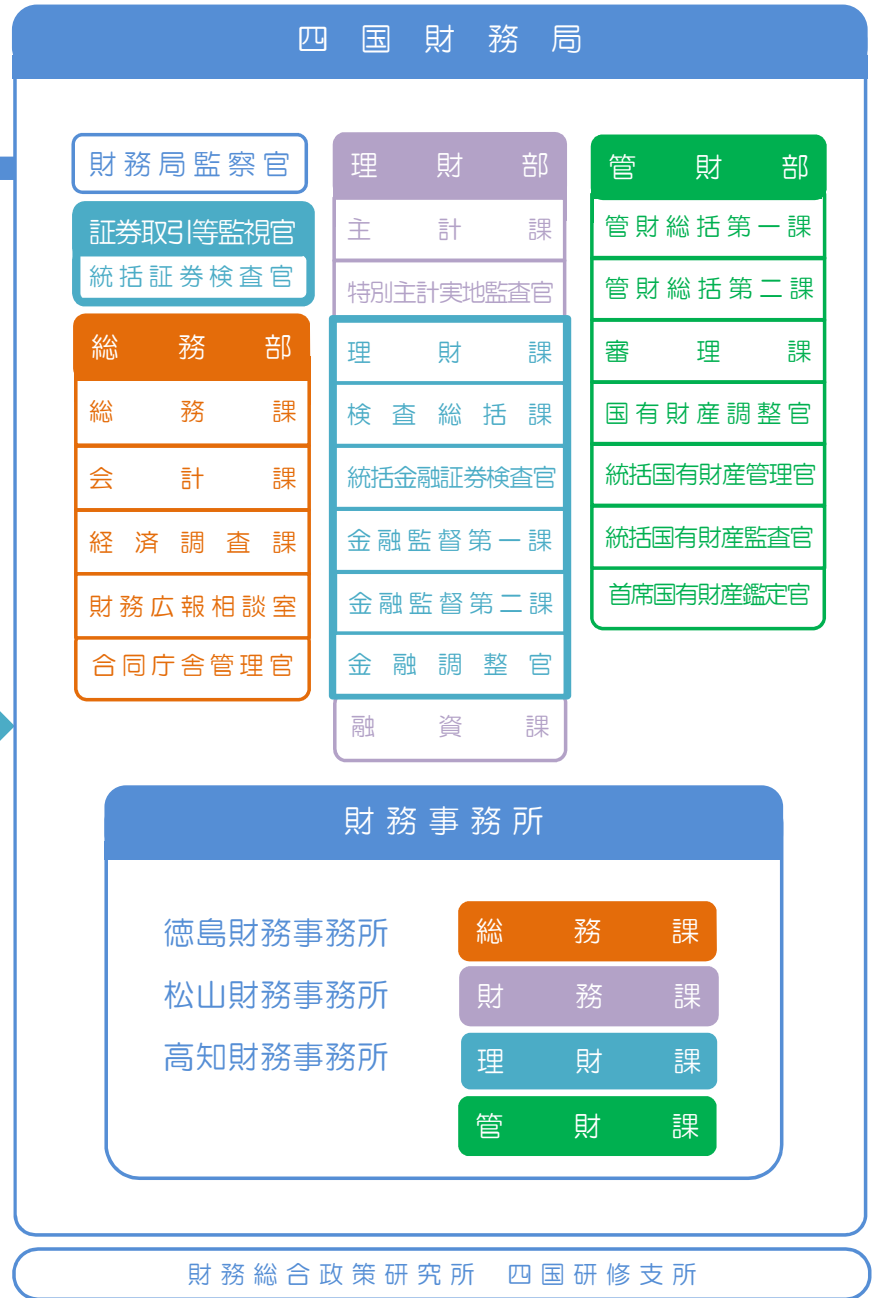 四国財務局
財務局監察官
証券取引等監視官
統括証券検査官
総務部
総務課
会計課
経済調査課
財務広報相談室
合同庁舎管理官
理財部
主計課
特別主計実地監査官
理財課
検査総括課
統括金融証券検査官
金融監督第一課
金融監督第二課
金融調整官
融資課
管財部
管財総括第一課
管財総括第二課
審理課
国有財産調整官
統括国有財産管理官
統括国有財産監査官
首席国有財産鑑定官
財務事務所
徳島財務事務所
松山財務事務所
高知財務事務所
総務課
財務課
理財課
管財課
財務総合政策研究所 四国研修支所